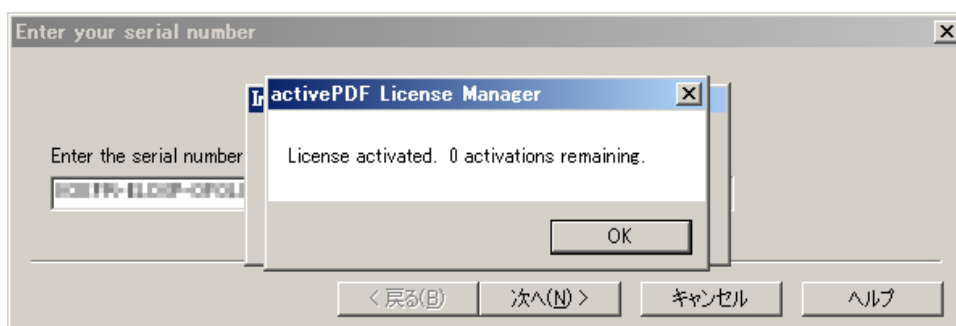 Enter your serial number
activePDF License Manager
License activated. 0 activations remaining.
Enter the serial number
OK
< 戻る(B)
次へ(N) >
キャンセル
ヘルプ